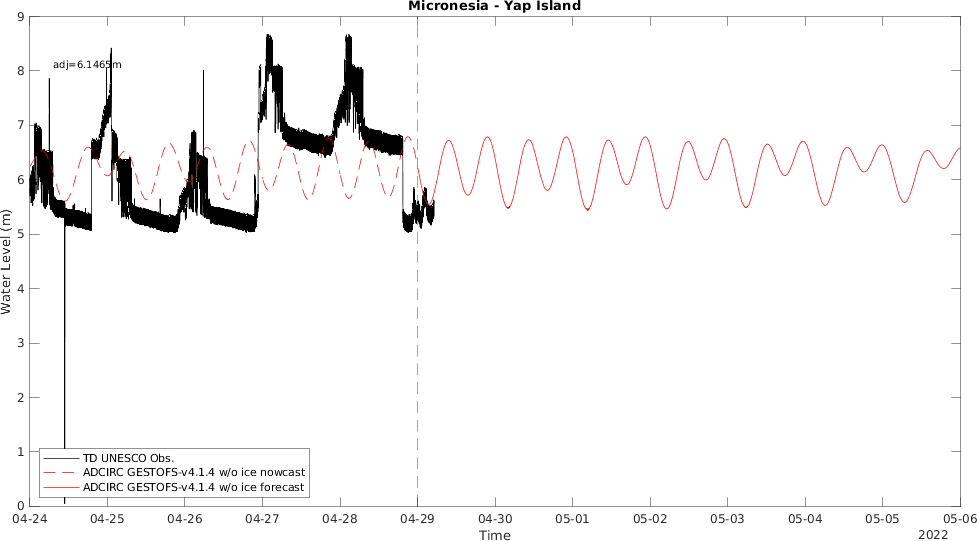 Micronesia - Yap Island
9
8
7
6
5
4
3
2
1
0
Water Level (m)
adj=6.1465m
TD UNESCO Obs.
ADCIRC GESTOFS-v4.1.4 w/o ice nowcast
ADCIRC GESTOFS-v4.1.4 w/o ice forecast
04-24 04-25 04-26 04-27 04-28 04-29 04-30 05-01 05-02 05-03 05-04 05-05 05-06
Time
2022